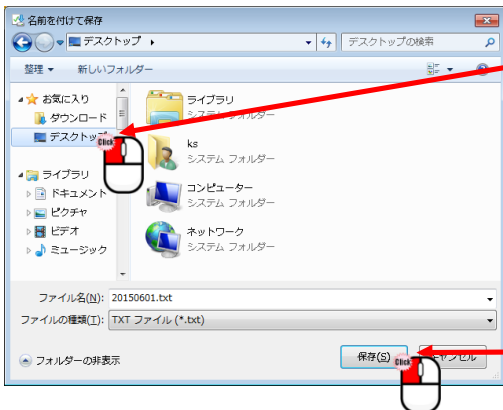 名前を付けて保存
デスクトップ
デスクトップの検索
整理
新しいフォルダー
お気に入り
ダウンロード
デスクトップ
ライブラリ
ドキュメント
ピクチャ
ビデオ
ミュージック
ライブラリ
システム フォルダー
ks
システム フォルダー
コンピューター
システム フォルダー
ネットワーク
システム フォルダー
Click
ファイル名(N): 20150601.txt
ファイルの種類(T): TXT ファイル (*.txt)
フォルダーの非表示
保存(S)
キャンセル
Click